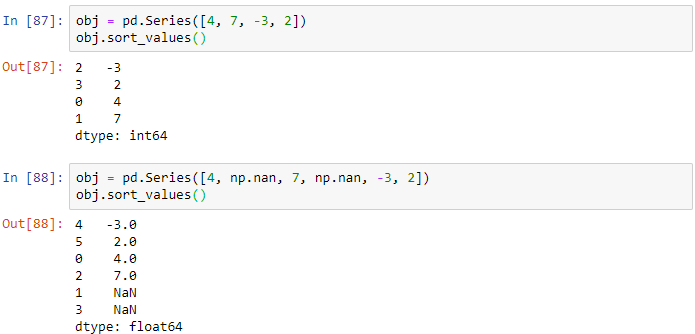 In [87]: obj = pd.Series([4, 7, -3, 2])
obj.sort_values()
Out[87]: 2   -3
3    2
0    4
1    7
dtype: int64
In [88]: obj = pd.Series([4, np.nan, 7, np.nan, -3, 2])
obj.sort_values()
Out[88]: 4   -3.0
5    2.0
0    4.0
2    7.0
1    NaN
3    NaN
dtype: float64